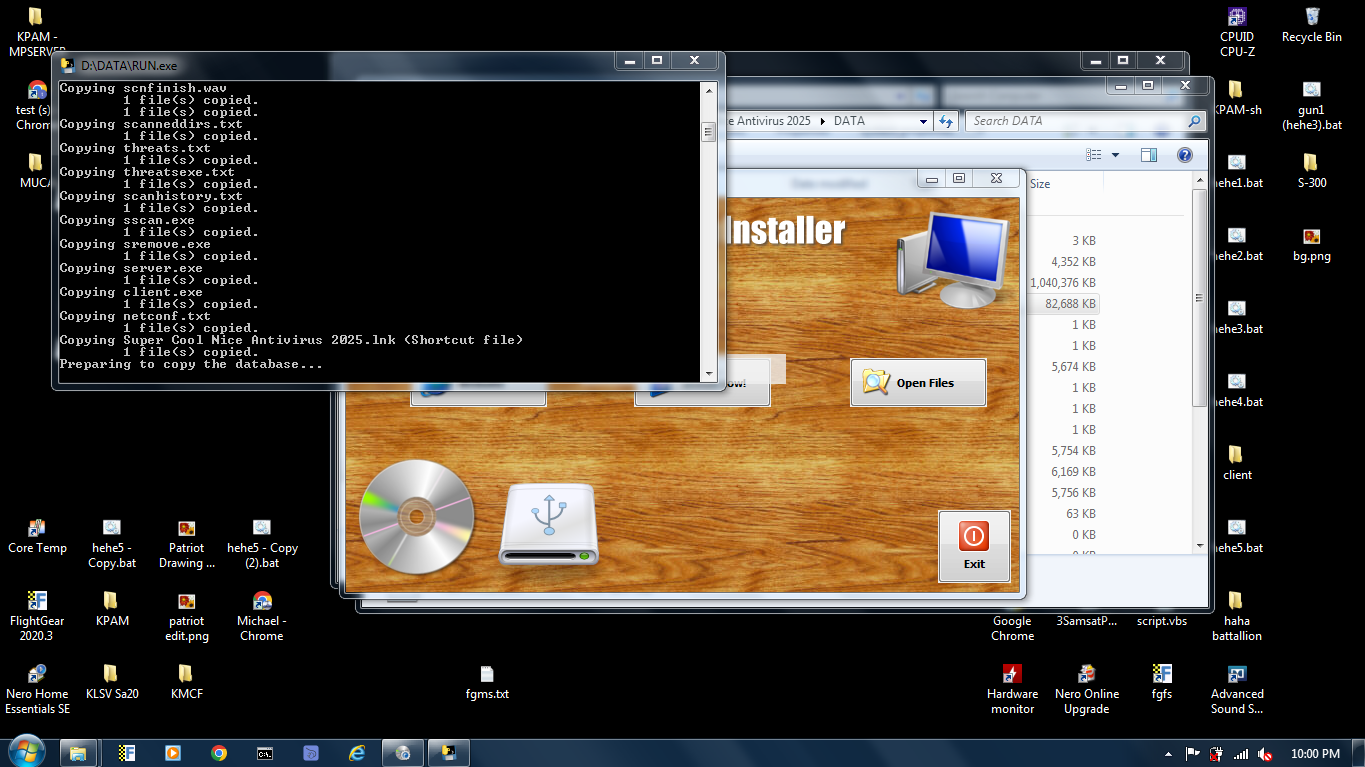 KPAM -
MPSERVER
test (s)
Chrom
MUCA
D:\DATA\RUN.exe
Copying scnfinish.wav
1 file(s) copied.
1 file(s) copied.
Copying scanneddirs.txt
1 file(s) copied.
Copying threats.txt
1 file(s) copied.
Copying threatsexe.txt
1 file(s) copied.
Copying scanhistory.txt
1 file(s) copied.
Copying sscan.exe
1 file(s) copied.
Copying sremove.exe
1 file(s) copied.
Copying server.exe
1 file(s) copied.
Copying client.exe
1 file(s) copied.
Copying netconf.txt
1 file(s) copied.
Copying Super Cool Nice Antivirus 2025.lnk (Shortcut file)
1 file(s) copied.
Preparing to copy the database...
e Antivirus 2025 DATA
Search DATA
Date modified
Size
3 KB
4,352 KB
1,040,376 KB
82,688 KB
1 KB
1 KB
5,674 KB
1 KB
1 KB
1 KB
5,754 KB
6,169 KB
5,756 KB
63 KB
0 KB
0 KB
Installer
ow!
Open Files
Exit
CPUID
CPU-Z
Recycle Bin
KPAM-sh
gun1
(hehe3).bat
hehe1.bat
S-300
hehe2.bat
bg.png
hehe3.bat
hehe4.bat
client
hehe5.bat
Core Temp
hehe5 -
Copy.bat
Patriot
Drawing ...
hehe5 - Copy
(2).bat
FlightGear
2020.3
KPAM
patriot
edit.png
Michael -
Chrome
Google
Chrome
3SamsatP...
script.vbs
haha
battallion
Nero Home
Essentials SE
KLSV Sa20
KMCF
fgms.txt
Hardware
monitor
Nero Online
Upgrade
fgfs
Advanced
Sound S...
10:00 PM